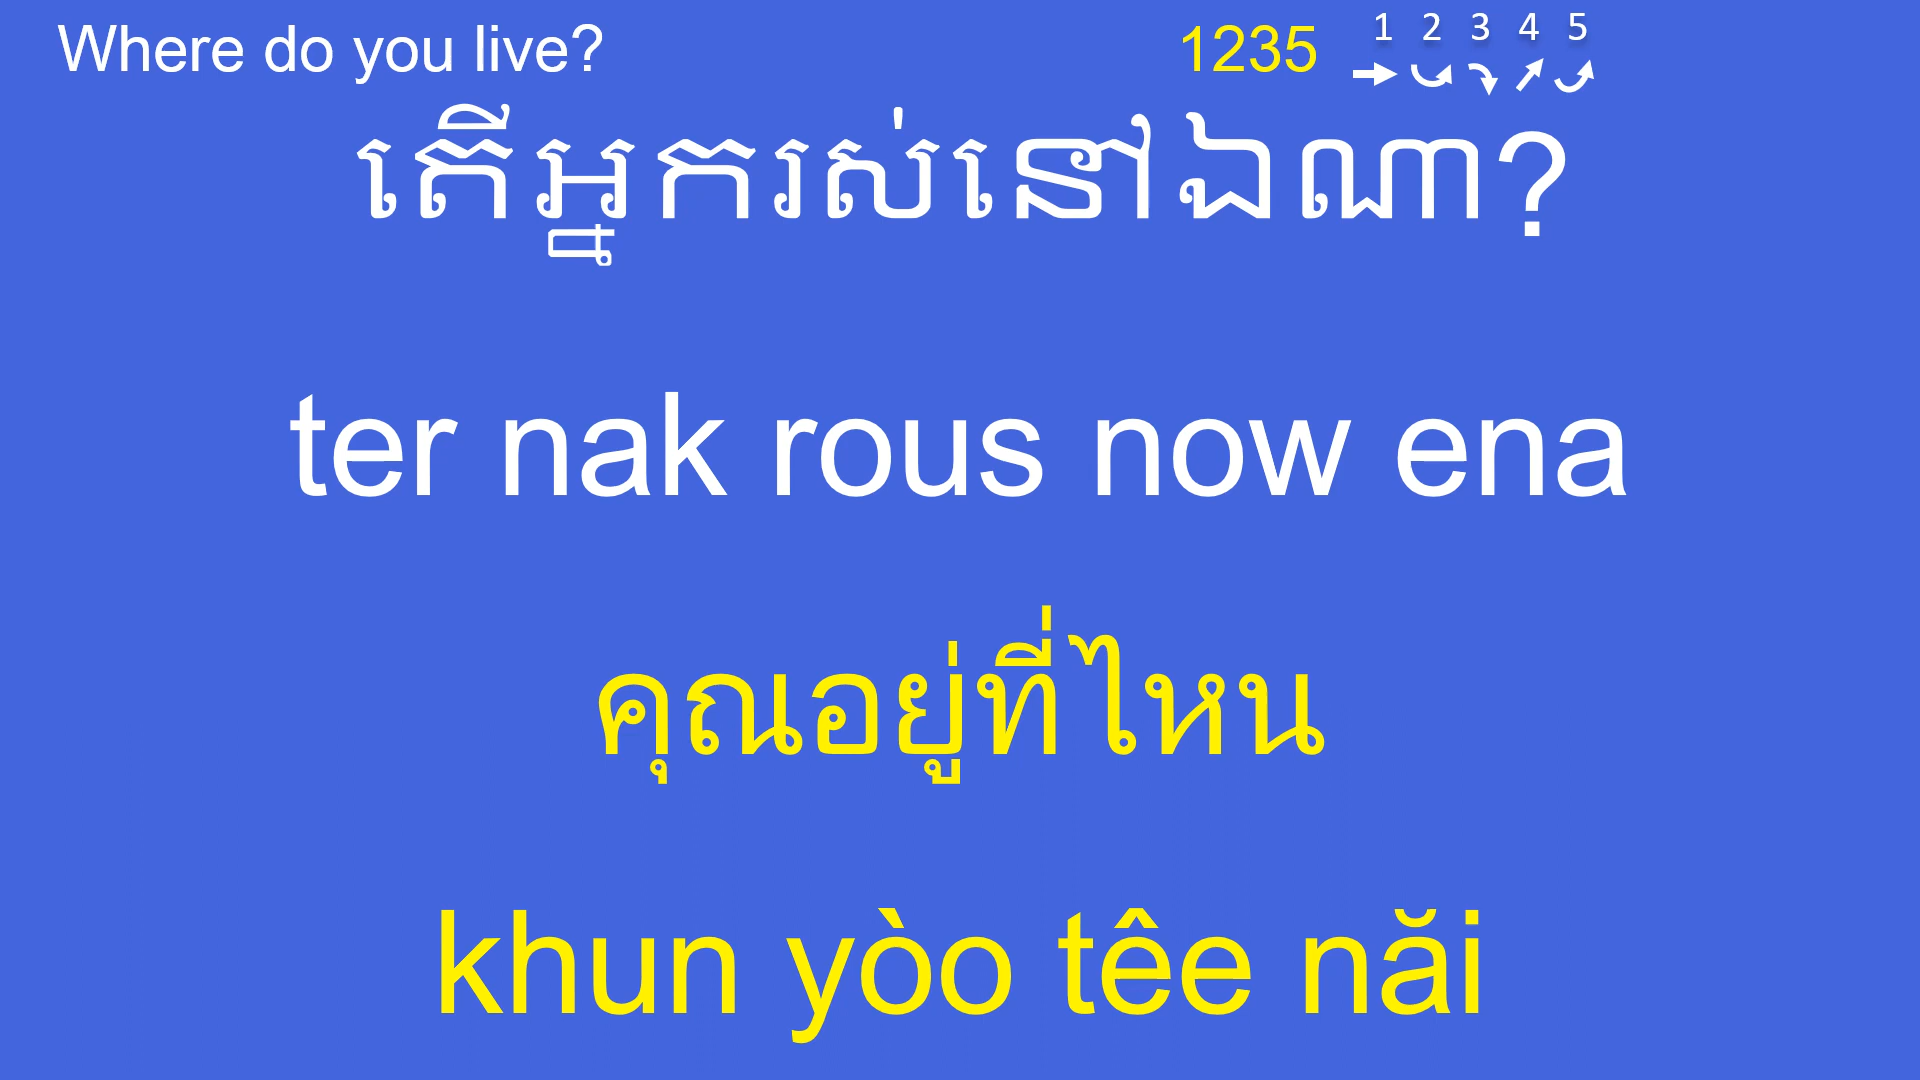 Where do you live?
1235
1 2 3 4 5
តើអ្នករស់នៅឯណា?
ter nak rous now ena
คุณอยู่ที่ไหน
khun yòo têe năi